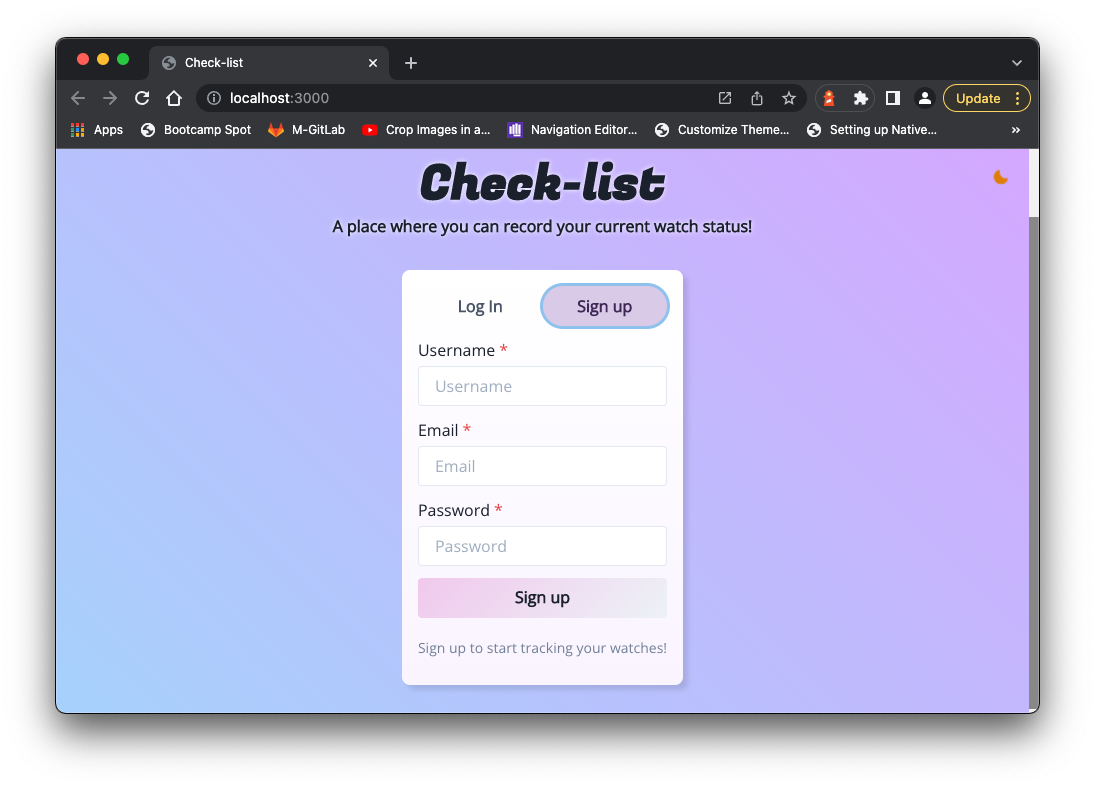 Check-list
localhost:3000
Update
Apps
Bootcamp Spot
M-GitLab
Crop Images in a...
Navigation Editor...
Customize Theme...
Setting up Native...
»
Check-list
A place where you can record your current watch status!
Log In
Sign up
Username *
Username
Email *
Email
Password *
Password
Sign up
Sign up to start tracking your watches!